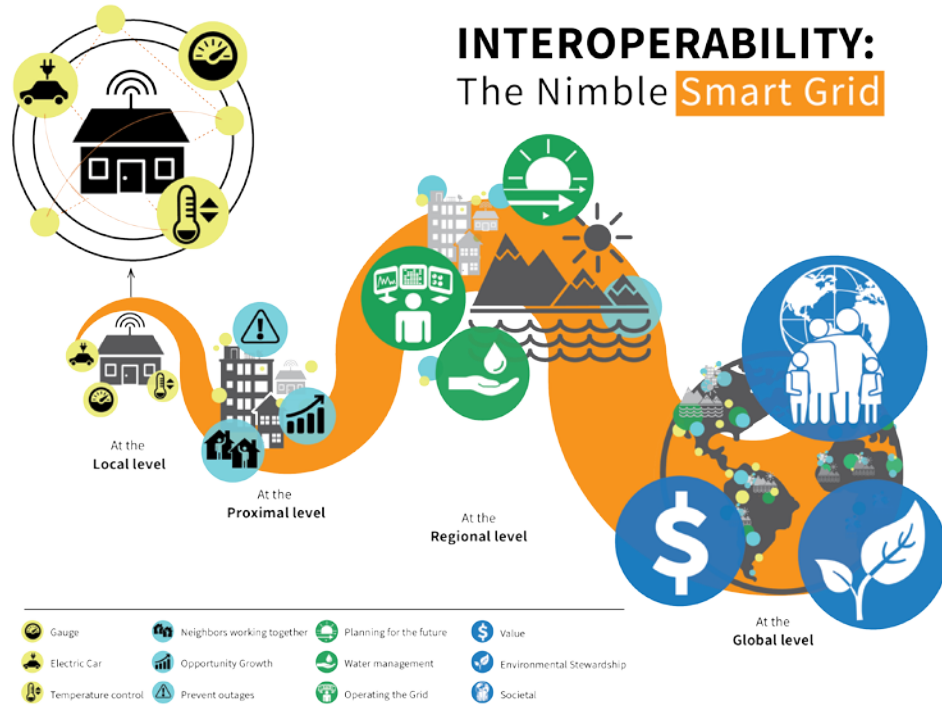 INTEROPERABILITY:
The Nimble Smart Grid
At the
Local level
At the
Proximal level
At the
Regional level
At the
Global level
Gauge
Electric Car
Temperature control
Neighbors working together
Opportunity Growth
Prevent outages
Planning for the future
Water management
Operating the Grid
Value
Environmental Stewardship
Societal